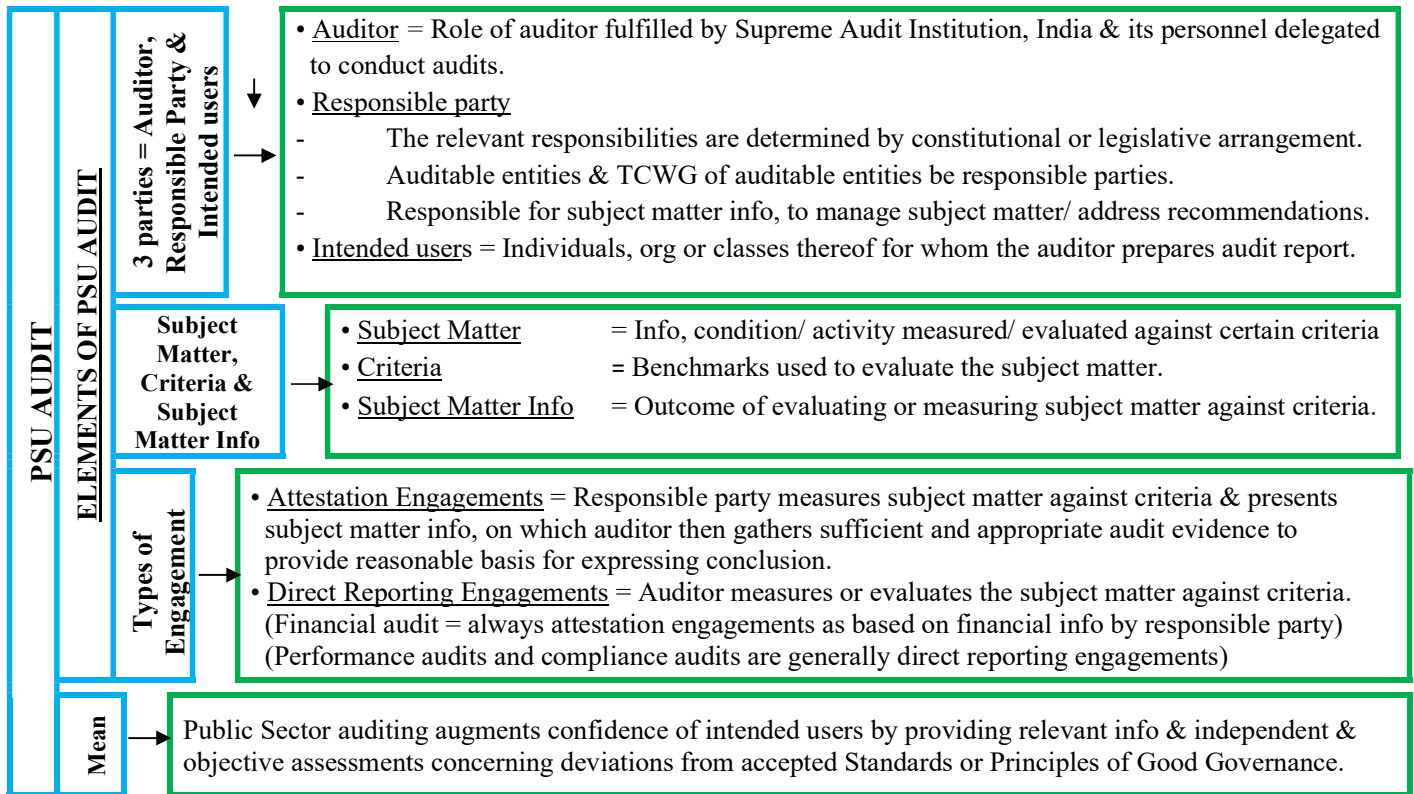 PSU AUDIT
ELEMENTS OF PSU AUDIT
3 parties = Auditor,
Responsible Party &
Intended users
• Auditor = Role of auditor fulfilled by Supreme Audit Institution, India & its personnel delegated
to conduct audits.
• Responsible party
- The relevant responsibilities are determined by constitutional or legislative arrangement.
- Auditable entities & TCWG of auditable entities be responsible parties.
- Responsible for subject matter info, to manage subject matter/ address recommendations.
• Intended users = Individuals, org or classes thereof for whom the auditor prepares audit report.
Subject
Matter,
Criteria &
Subject
Matter Info
• Subject Matter = Info, condition/ activity measured/ evaluated against certain criteria
• Criteria = Benchmarks used to evaluate the subject matter.
• Subject Matter Info = Outcome of evaluating or measuring subject matter against criteria.
Types of
Engagement
• Attestation Engagements = Responsible party measures subject matter against criteria & presents
subject matter info, on which auditor then gathers sufficient and appropriate audit evidence to
provide reasonable basis for expressing conclusion.
• Direct Reporting Engagements = Auditor measures or evaluates the subject matter against criteria.
(Financial audit = always attestation engagements as based on financial info by responsible party)
(Performance audits and compliance audits are generally direct reporting engagements)
Mean
Public Sector auditing augments confidence of intended users by providing relevant info & independent &
objective assessments concerning deviations from accepted Standards or Principles of Good Governance.